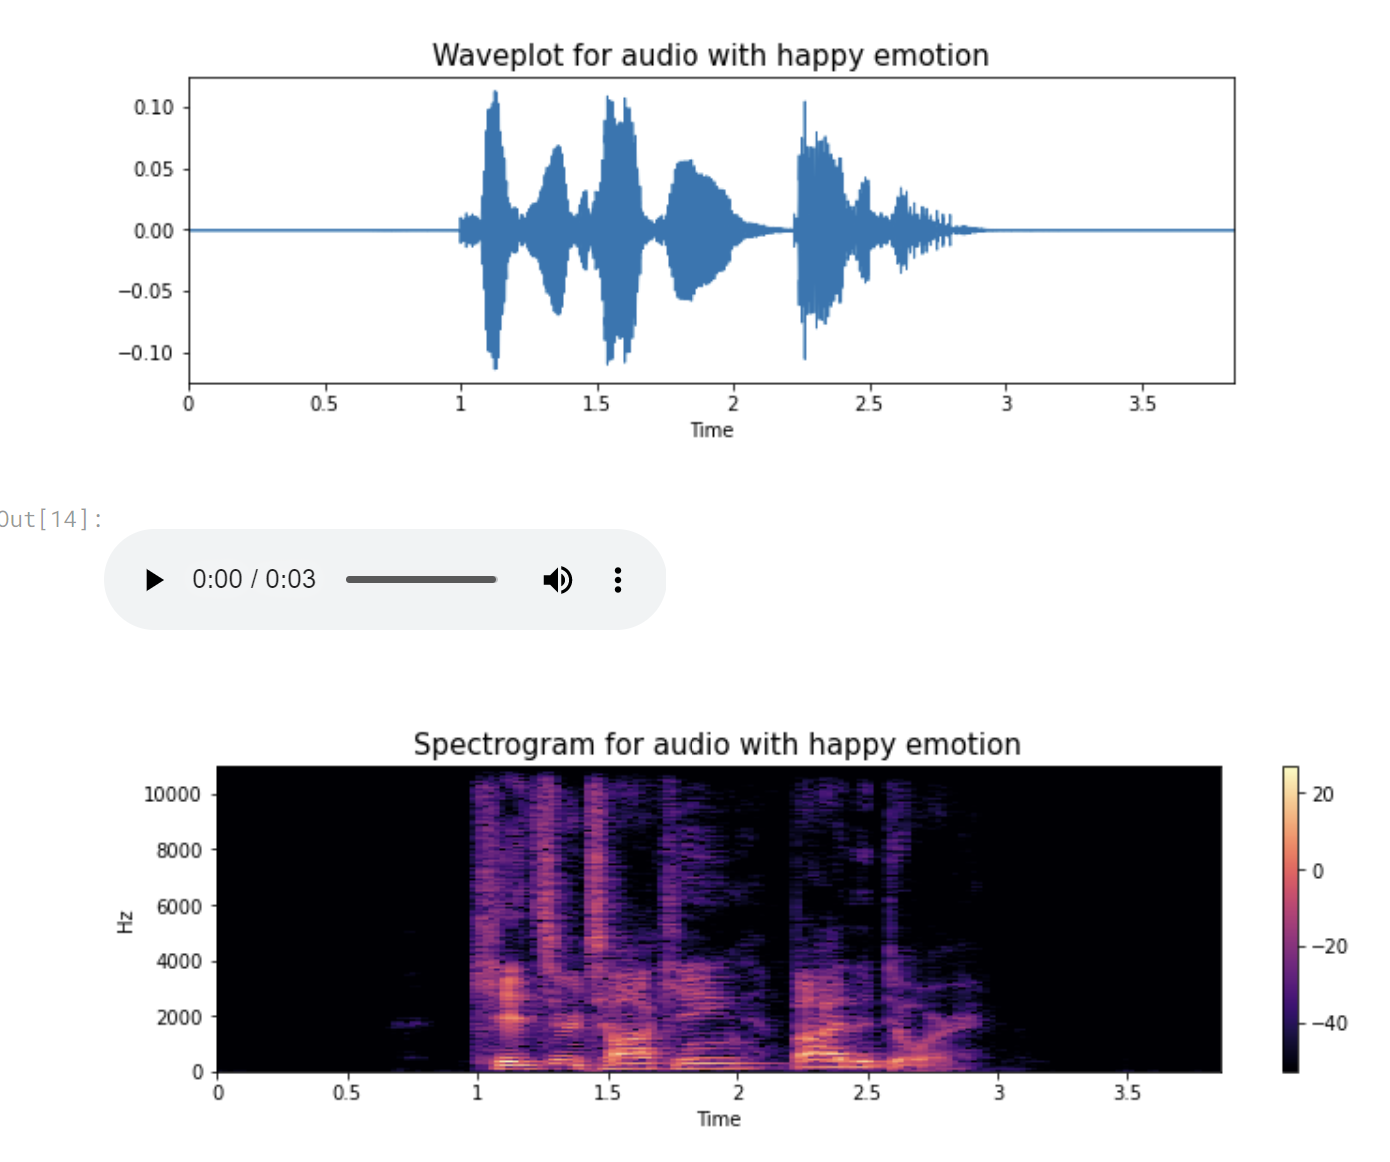 Waveplot for audio with happy emotion
0.10
0.05
0.00
−0.05
−0.10
0 0.5 1 1.5 2 2.5 3 3.5
Time
Out[14]:
0:00 / 0:03
Spectrogram for audio with happy emotion
10000
8000
6000
4000
2000
0
Hz
0 0.5 1 1.5 2 2.5 3 3.5
Time
20
0
−20
−40